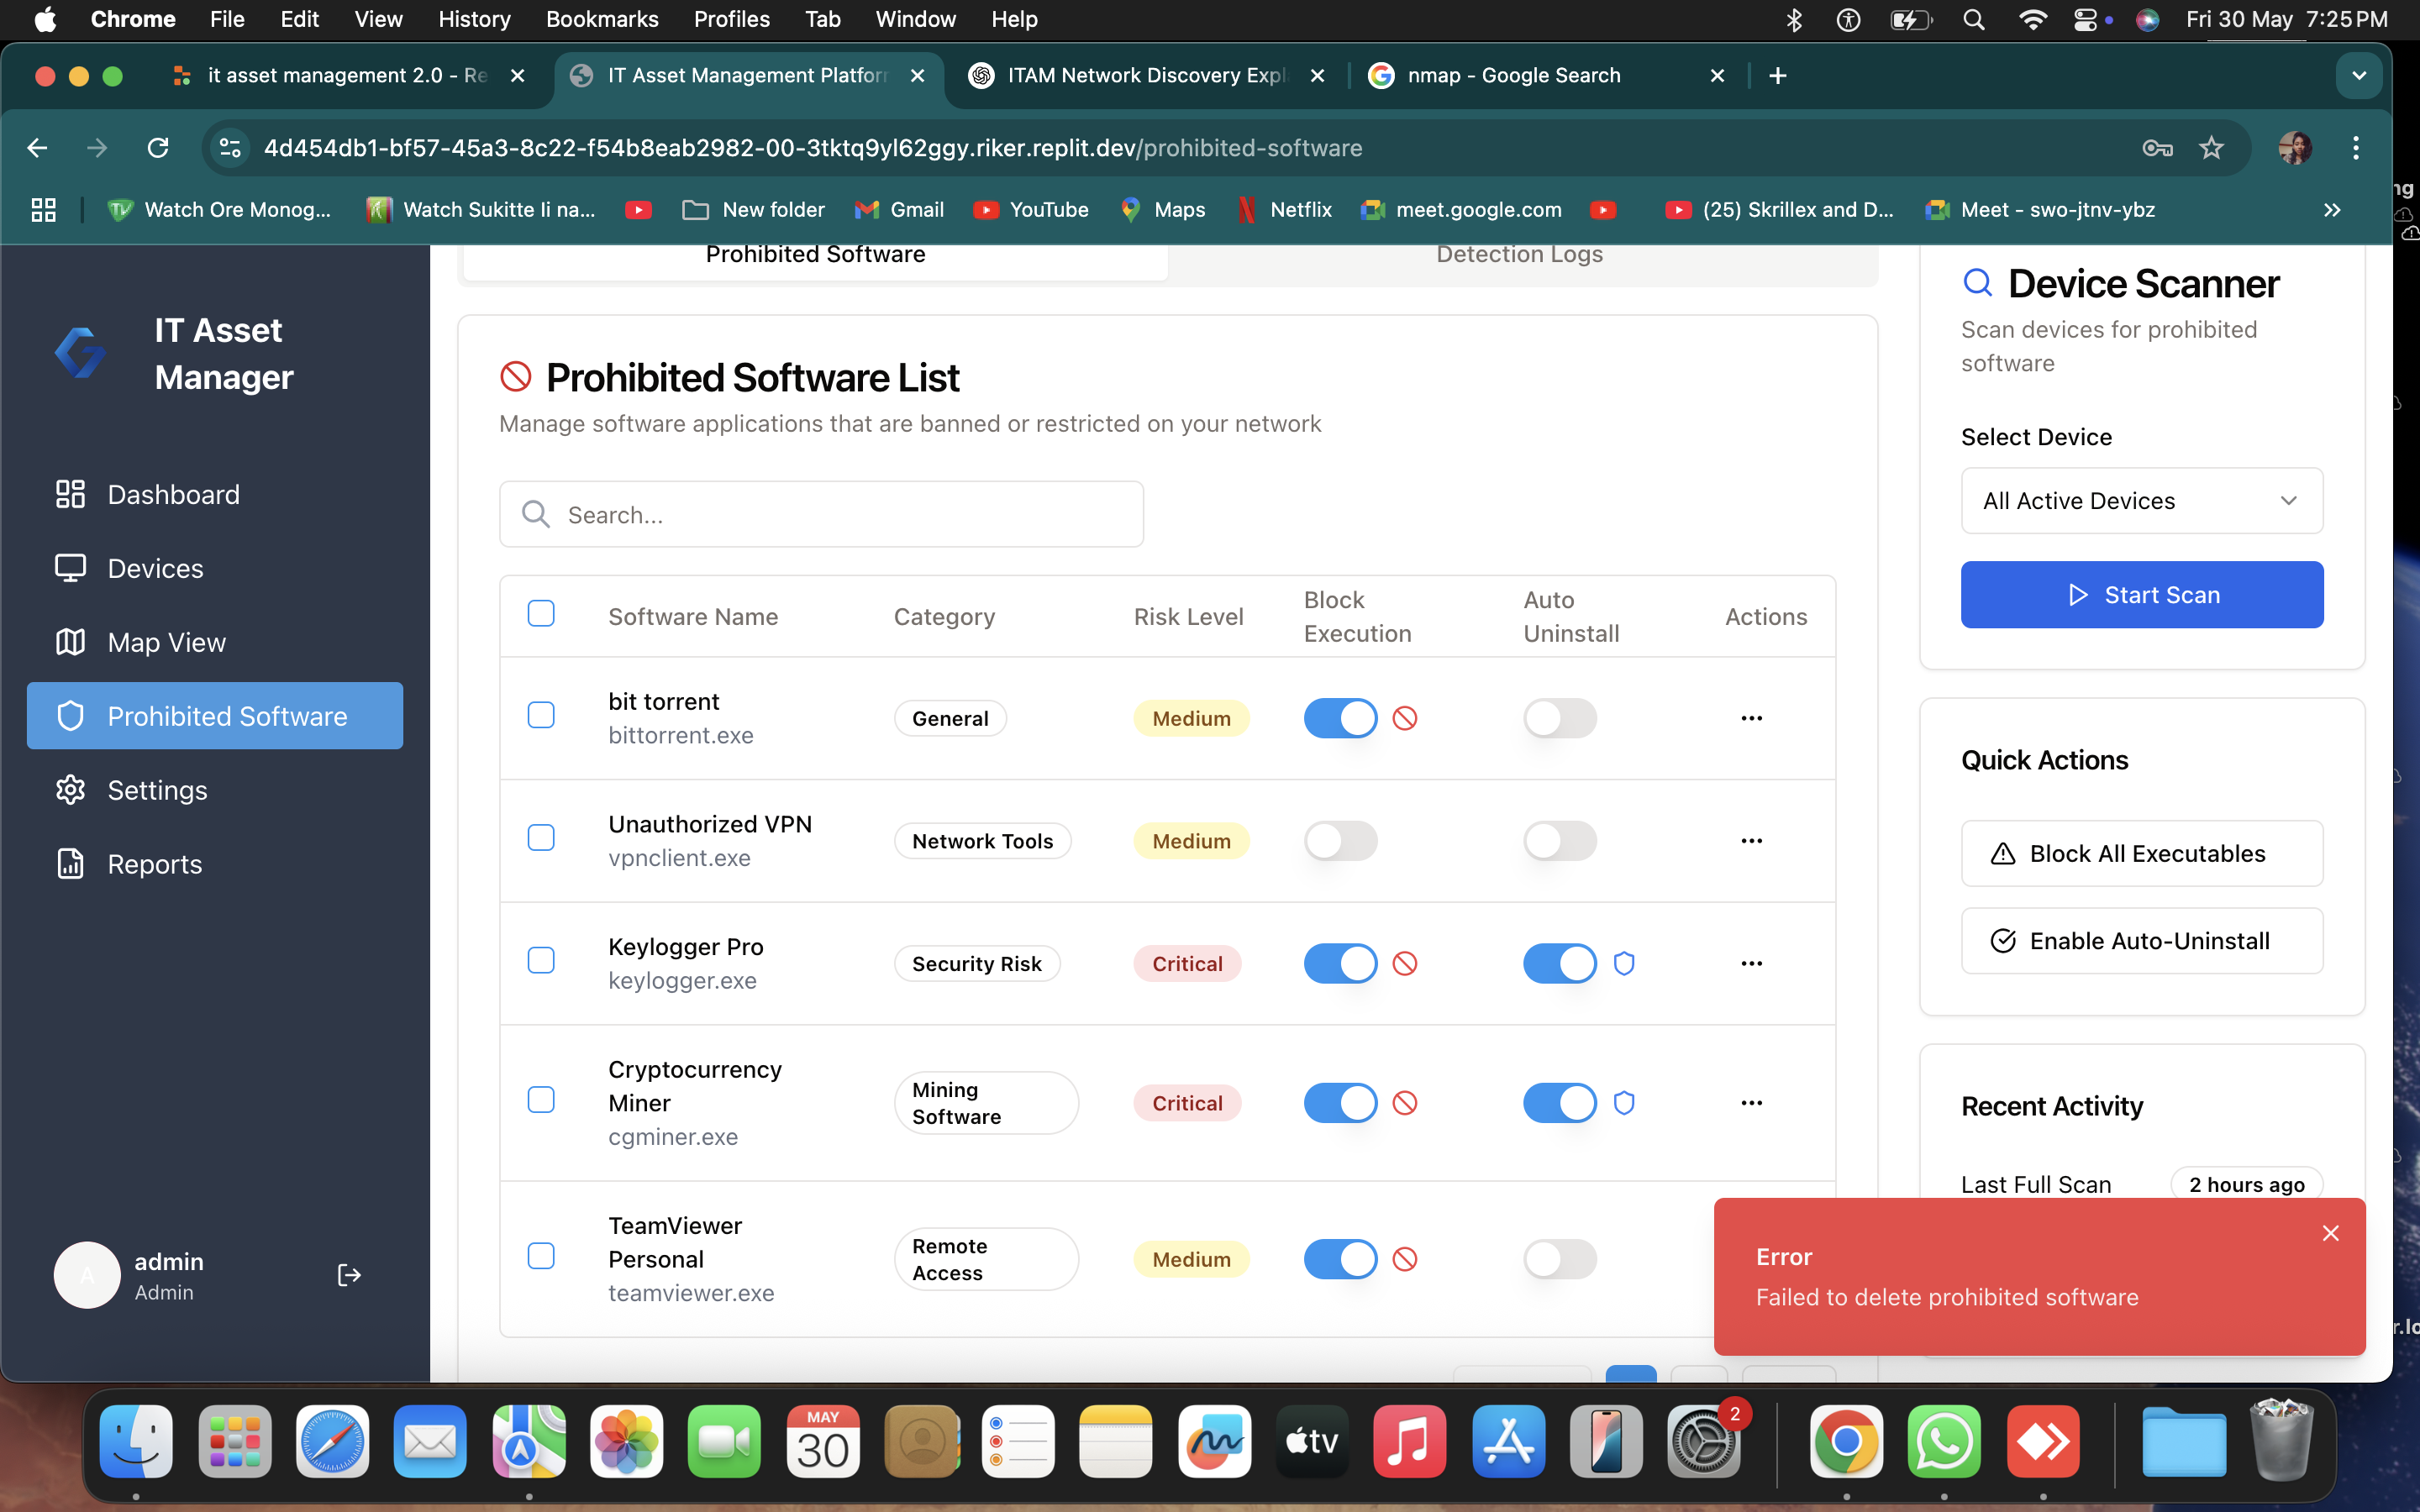 Chrome File Edit View History Bookmarks Profiles Tab Window Help
Fri 30 May 7:25 PM
it asset management 2.0 - Re
IT Asset Management Platform
ITAM Network Discovery Expl
nmap - Google Search
4d454db1-bf57-45a3-8c22-f54b8eab2982-00-3tktq9yl62ggy.riker.replit.dev/prohibited-software
Watch Ore Monog...
Watch Sukitte Ii na...
New folder
Gmail
YouTube
Maps
Netflix
meet.google.com
(25) Skrillex and D...
Meet - swo-jtnv-ybz
ng
IT Asset
Manager
Dashboard
Devices
Map View
Prohibited Software
Settings
Reports
A
admin
Admin
Prohibited Software
Detection Logs
Prohibited Software List
Manage software applications that are banned or restricted on your network
Search...
Software Name
Category
Risk Level
Block
Execution
Auto
Uninstall
Actions
bit torrent
bittorrent.exe
General
Medium
Unauthorized VPN
vpnclient.exe
Network Tools
Medium
Keylogger Pro
keylogger.exe
Security Risk
Critical
Cryptocurrency
Miner
cgminer.exe
Mining
Software
Critical
TeamViewer
Personal
teamviewer.exe
Remote
Access
Medium
Device Scanner
Scan devices for prohibited
software
Select Device
All Active Devices
Start Scan
Quick Actions
Block All Executables
Enable Auto-Uninstall
Recent Activity
Last Full Scan
2 hours ago
Error
Failed to delete prohibited software
r.lo
MAY
30
tv
2